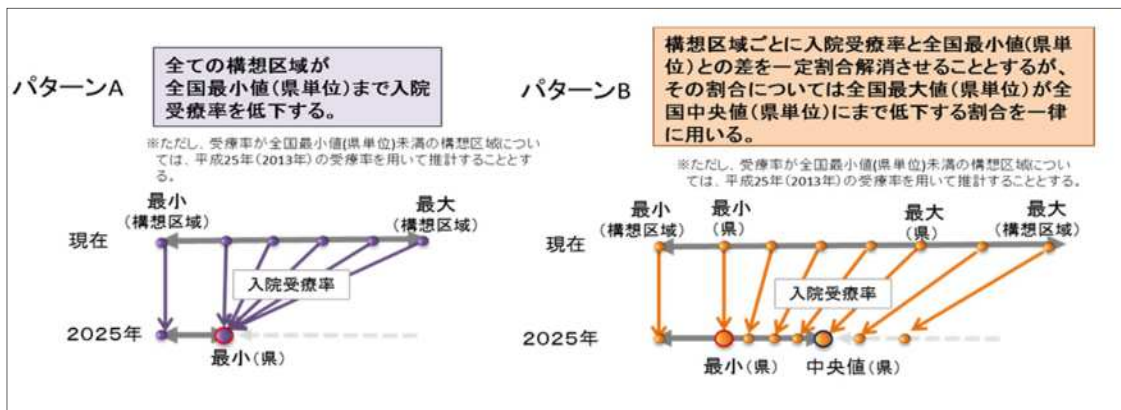 パターンA
全ての構想区域が
全国最小値(県単位)まで入院
受療率を低下する。
※ただし、受療率が全国最小値(県単位)未満の構想区域につい
ては、平成25年(2013年)の受療率を用いて推計することとす
る。
最小
(構想区域)
最大
(構想区域)
現在
入院受療率
2025年
最小(県)
パターンB
構想区域ごとに入院受療率と全国最小値(県単
位)との差を一定割合解消させることとするが、
その割合については全国最大値(県単位)が全
国中央値(県単位)にまで低下する割合を一律
に用いる。
※ただし、受療率が全国最小値(県単位)未満の構想区域につい
ては、平成25年(2013年)の受療率を用いて推計することとする。
最小
(構想区域)
最小
(県)
最大
(県)
最大
(構想区域)
現在
入院受療率
2025年
最小(県)
中央値(県)